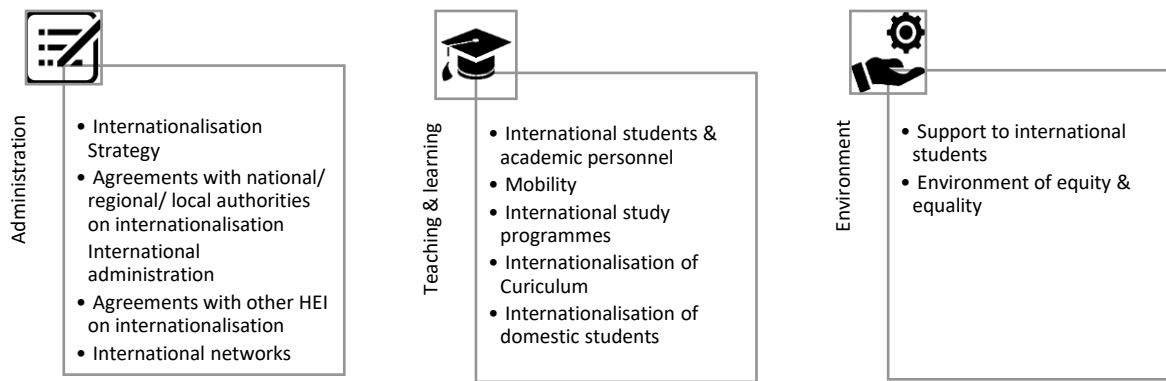 Administration
• Internationalisation
Strategy
• Agreements with national/
regional/ local authorities
on internationalisation
International
administration
• Agreements with other HEI
on internationalisation
• International networks
Teaching & learning
• International students &
academic personnel
• Mobility
• International study
programmes
• Internationalisation of
Curiculum
• Internationalisation of
domestic students
Environment
• Support to international
students
• Environment of equity &
equality